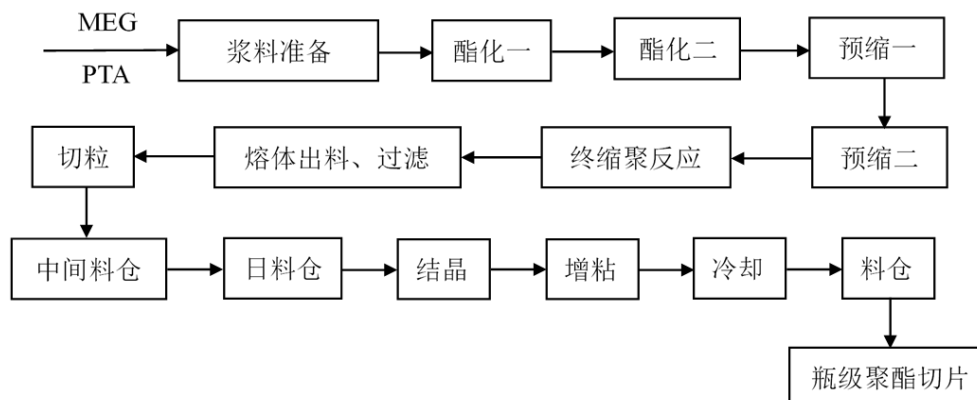 MEG
PTA
浆料准备
酯化一
酯化二
预缩一
预缩二
终缩聚反应
熔体出料、过滤
切粒
中间料仓
日料仓
结晶
增粘
冷却
料仓
瓶级聚酯切片